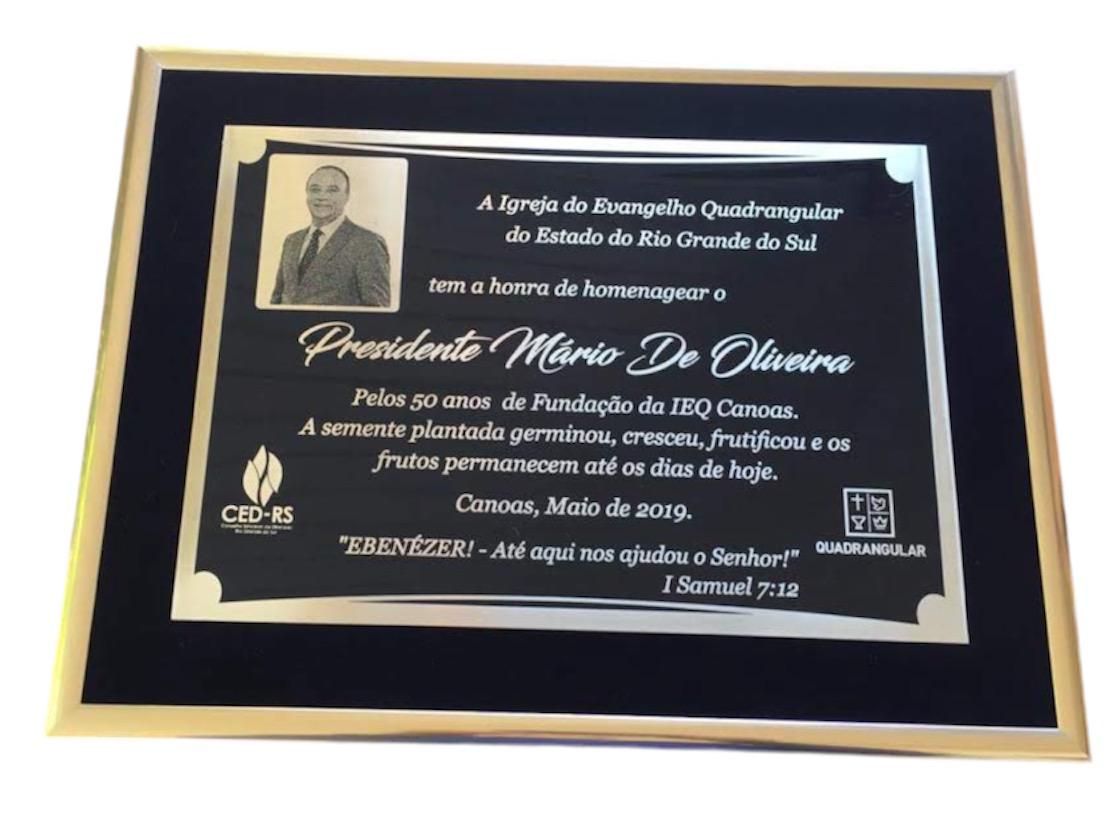 A Igreja do Evangelho Quadrangular
do Estado do Rio Grande do Sul
tem a honra de homenagear o
Presidente Mário De Oliveira
Pelos 50 anos de Fundação da IEQ Canoas.
A semente plantada germinou, cresceu, frutificou e os
frutos permanecem até os dias de hoje.
Canoas, Maio de 2019.
"EBENÉZER! - Até aqui nos ajudou o Senhor!"
I Samuel 7:12
CED-RS
QUADRANGULAR